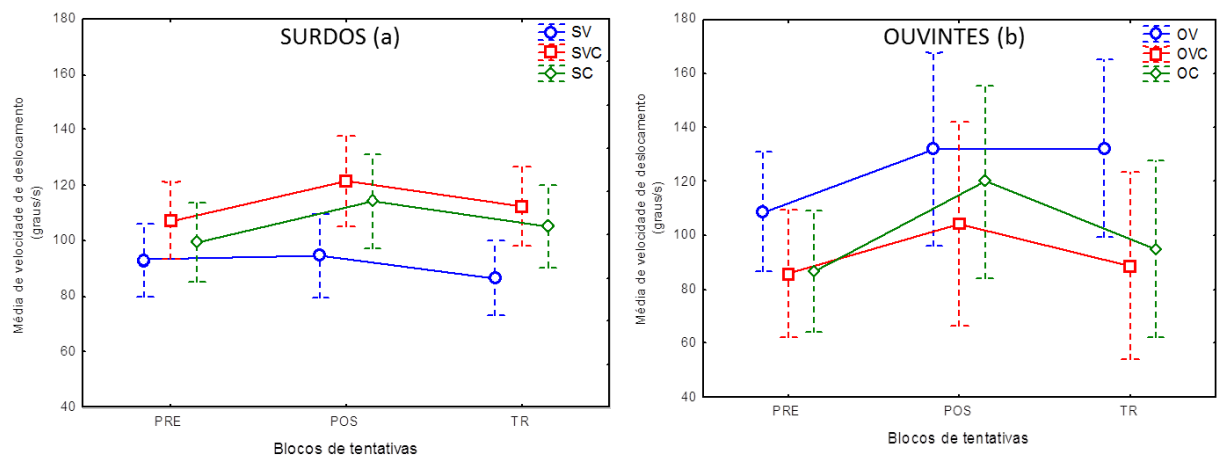 SURDOS (a)
SV
SVC
SC
180
160
140
120
100
80
60
40
Média de velocidade de deslocamento
(graus/s)
PRE
POS
TR
Blocos de tentativas
OUVINTES (b)
OV
OVC
OC
180
160
140
120
100
80
60
40
Média de velocidade de deslocamento
(graus/s)
PRE
POS
TR
Blocos de tentativas